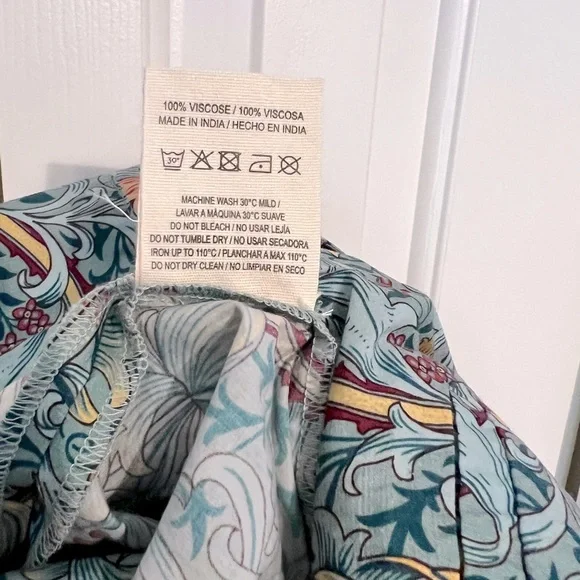 100% VISCOSE / 100% VISCOSA
MADE IN INDIA / HECHO EN INDIA
30°
MACHINE WASH 30°C MILD /
LAVAR A MÁQUINA 30°C SUAVE
DO NOT BLEACH / NO USAR LEJÍA
DO NOT TUMBLE DRY / NO USAR SECADORA
IRON UP TO 110°C / PLANCHAR A MAX 110°C
DO NOT DRY CLEAN / NO LIMPIER EN SECO